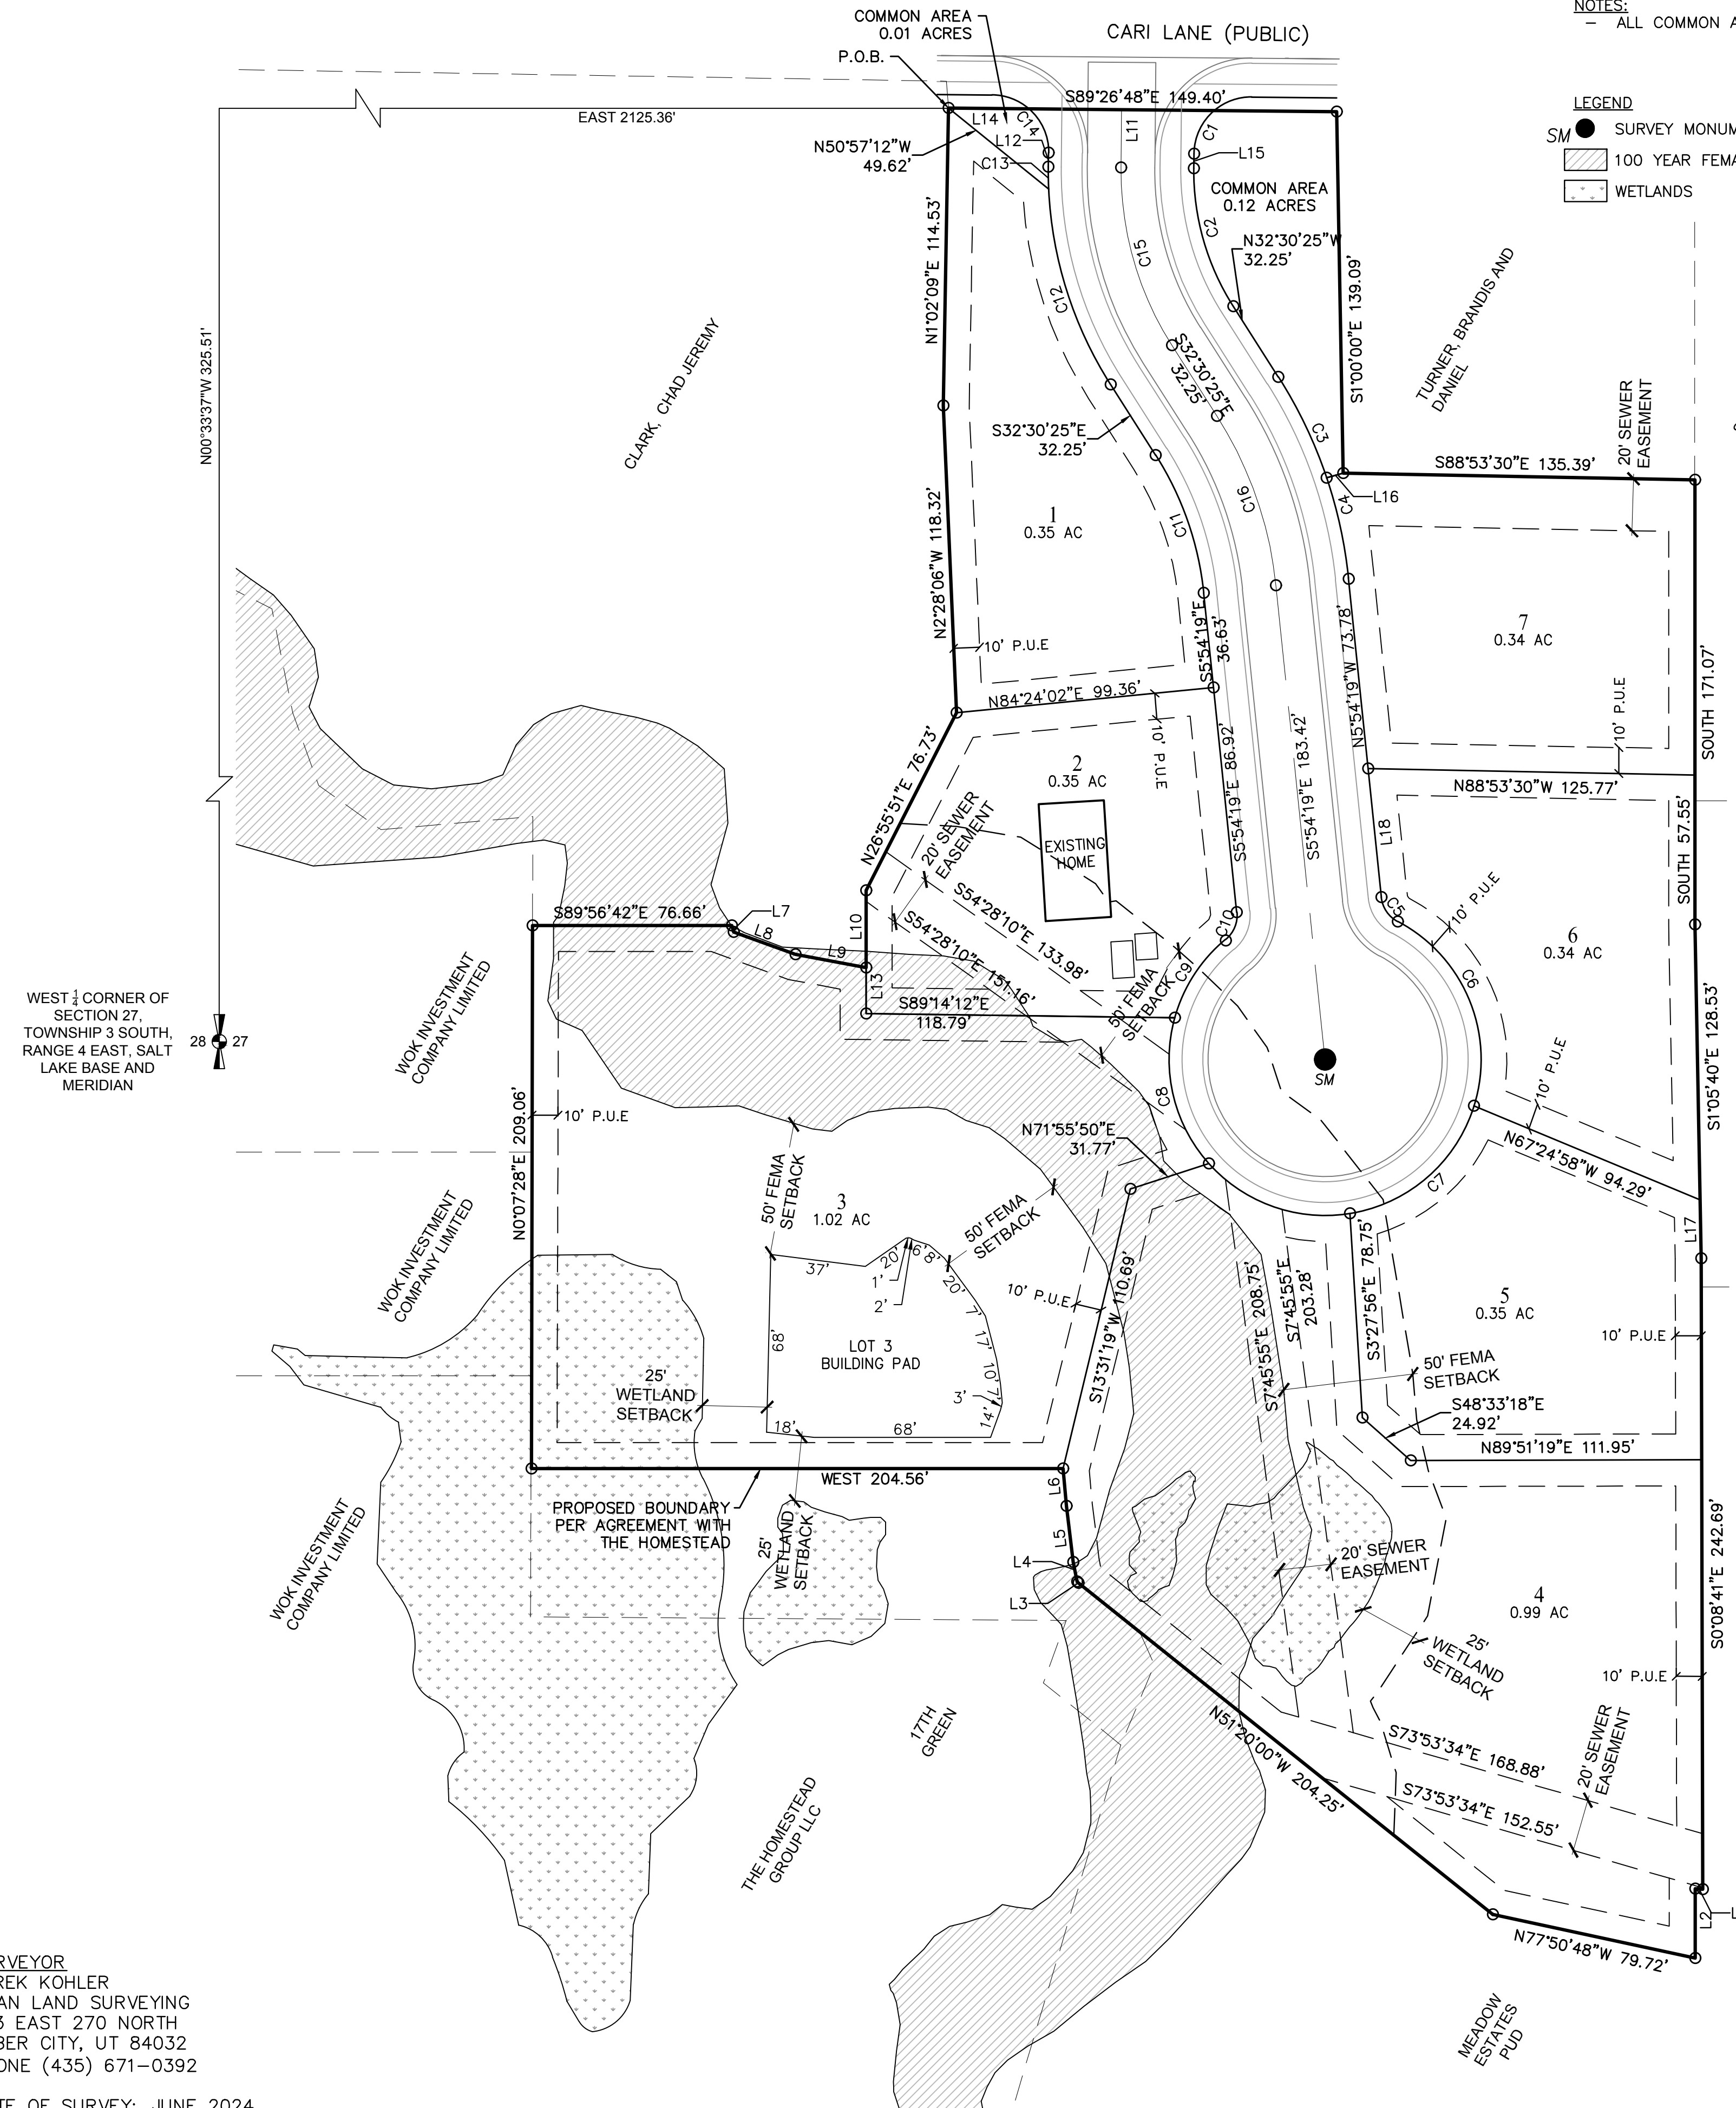 NOTES:
– ALL COMMON A
COMMON AREA
0.01 ACRES
P.O.B.
CARI LANE (PUBLIC)
LEGEND
SM SURVEY MONUM
100 YEAR FEMA
WETLANDS
EAST 2125.36'
S89°26'48"E 149.40'
L14
C14
L11
C1
N50°57'12"W
49.62'
L12
C13
L15
COMMON AREA
0.12 ACRES
C2
N32°30'25"W
32.25'
N1°02'09"E 114.53'
C15
C12
S1°00'00"E 139.09'
TURNER, BRANDIS AND
DANIEL
N00°33'37"W 325.51'
CLARK, CHAD JEREMY
S32°30'25"E
32.25'
S32°30'25"E
32.25'
C3
20' SEWER
EASEMENT
S88°53'30"E 135.39'
L16
C4
C16
C11
1
0.35 AC
N2°28'06"W 118.32'
10' P.U.E
S5°54'19"E
36.63'
N84°24'02"E 99.36'
N5°54'19"W 73.78'
7
0.34 AC
10' P.U.E
SOUTH 171.07'
N88°53'30"W 125.77'
10' P.U.E
2
0.35 AC
N26°55'51"E 76.73'
20' SEWER
EASEMENT
EXISTING
HOME
S5°54'19"E 86.92'
S5°54'19"E 183.42'
L18
SOUTH 57.55'
S54°28'10"E 133.98'
S54°28'10"E 151.16'
C10
C5
10' P.U.E
6
0.34 AC
C6
S89°56'42"E 76.66'
L7
L8
L9
L10
L13
C9
50' FEMA
SETBACK
S89°14'12"E
118.79'
WEST 1/4 CORNER OF
SECTION 27,
TOWNSHIP 3 SOUTH,
RANGE 4 EAST, SALT
LAKE BASE AND
MERIDIAN
28 27
WOK INVESTMENT
COMPANY LIMITED
SM
C8
10' P.U.E
S1°05'40"E 128.53'
N0°07'28"E 209.06'
10' P.U.E
N71°55'50"E
31.77'
N67°24'58"W 94.29'
C7
L17
WOK INVESTMENT
COMPANY LIMITED
50' FEMA
SETBACK
3
1.02 AC
50' FEMA
SETBACK
37'
20'
6'
8'
1'
2'
20'
7'
17'
10'
7'
3'
14'
68'
18'
68'
LOT 3
BUILDING PAD
10' P.U.E
S13°31'19"W 110.69'
S7°45'55"E 208.75'
S7°45'55"E
203.28'
S3°27'56"E 78.75'
5
0.35 AC
10' P.U.E
50' FEMA
SETBACK
S48°33'18"E
24.92'
N89°51'19"E 111.95'
25'
WETLAND
SETBACK
WEST 204.56'
PROPOSED BOUNDARY
PER AGREEMENT WITH
THE HOMESTEAD
L6
L5
L4
L3
WOK INVESTMENT
COMPANY LIMITED
25'
WETLAND
SETBACK
20' SEWER
EASEMENT
4
0.99 AC
S0°08'41"E 242.69'
25'
WETLAND
SETBACK
10' P.U.E
17TH
GREEN
N51°20'00"W 204.25'
S73°53'34"E 168.88'
S73°53'34"E 152.55'
20' SEWER
EASEMENT
THE HOMESTEAD
GROUP LLC
L2
L
N77°50'48"W 79.72'
MEADOW
ESTATES
PUD
RVEYOR
REK KOHLER
AN LAND SURVEYING
3 EAST 270 NORTH
BER CITY, UT 84032
ONE (435) 671–0392
TE OF SURVEY: JUNE 2024